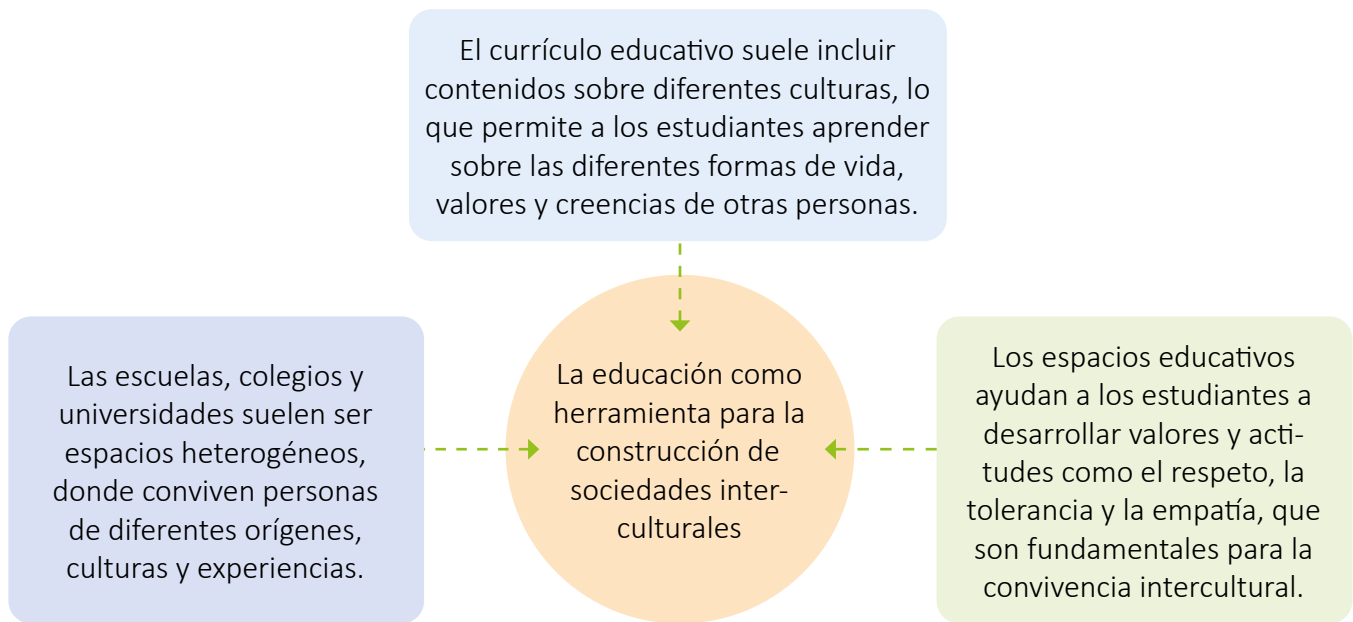 El currículo educativo suele incluir
contenidos sobre diferentes culturas, lo
que permite a los estudiantes aprender
sobre las diferentes formas de vida,
valores y creencias de otras personas.
Las escuelas, colegios y
universidades suelen ser
espacios heterogéneos,
donde conviven personas
de diferentes orígenes,
culturas y experiencias.
La educación como
herramienta para la
construcción de
sociedades inter-
culturales
Los espacios educativos
ayudan a los estudiantes a
desarrollar valores y acti-
tudes como el respeto, la
tolerancia y la empatía, que
son fundamentales para la
convivencia intercultural.